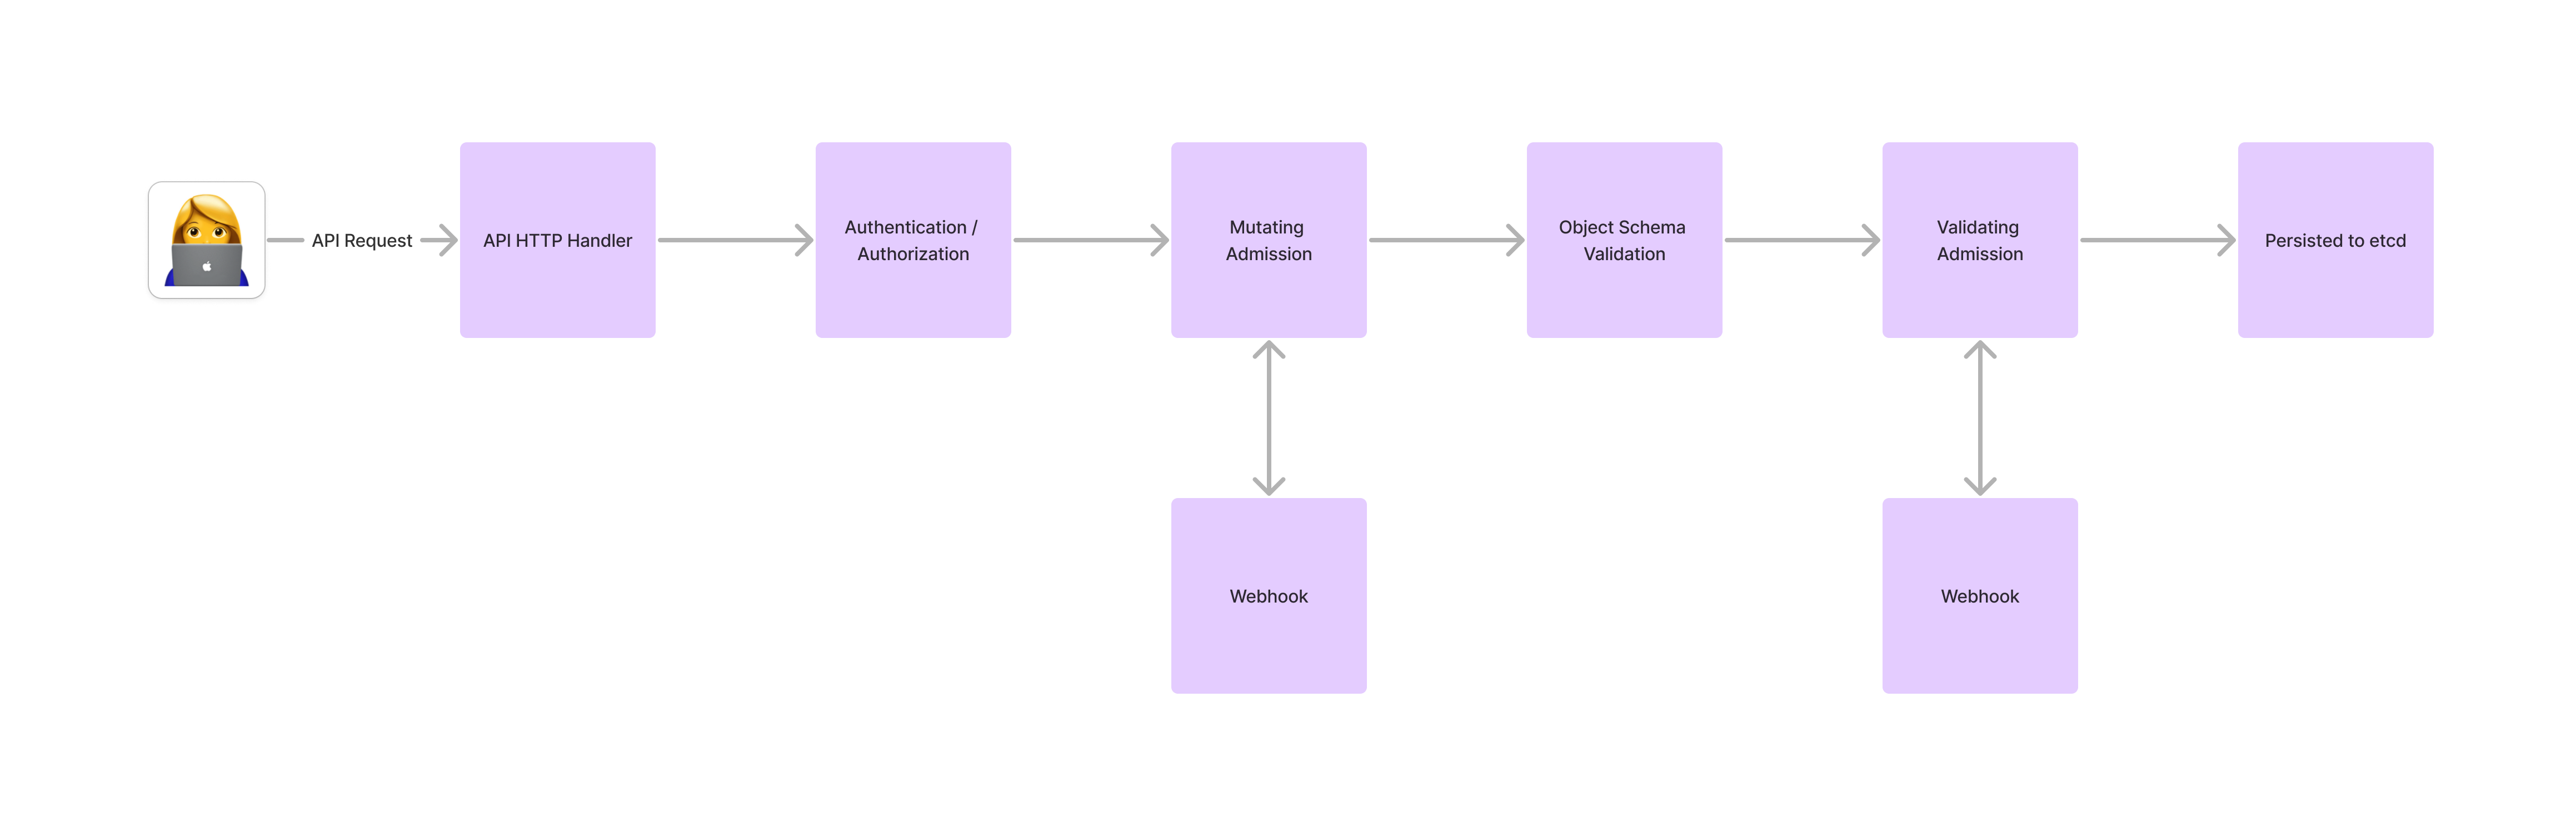 API Request
API HTTP Handler
Authentication /
Authorization
Mutating
Admission
Object Schema
Validation
Validating
Admission
Persisted to etcd
Webhook
Webhook